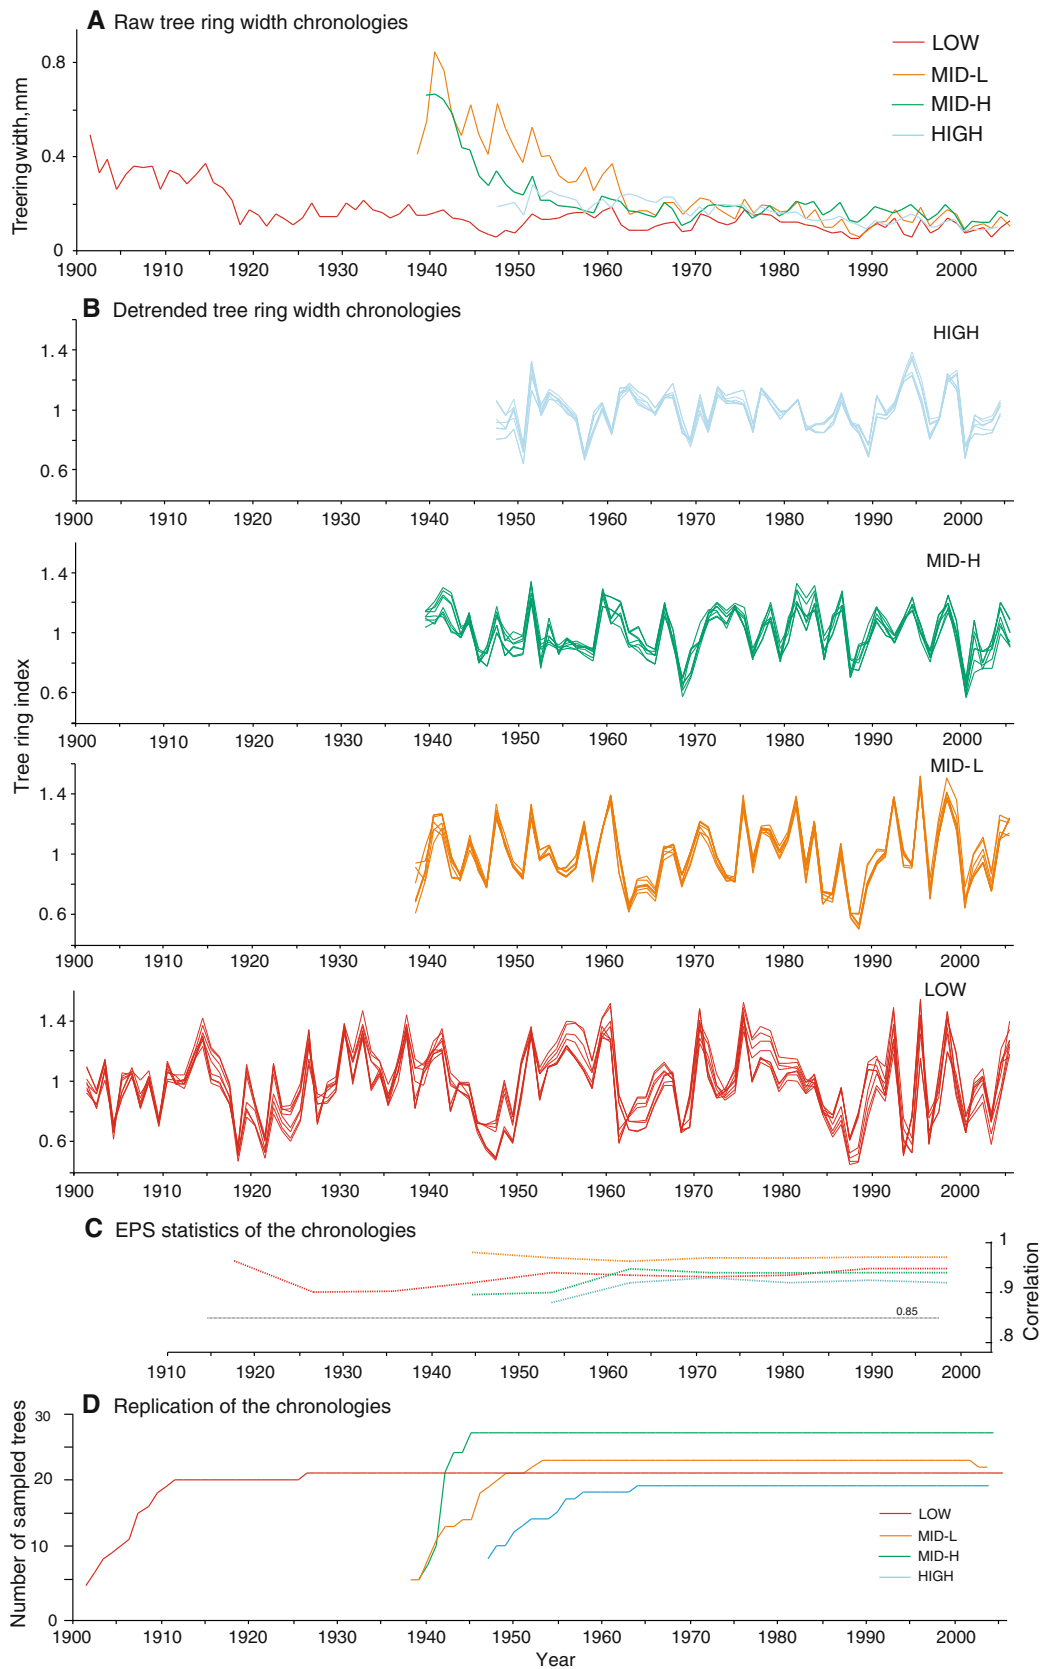 A Raw tree ring width chronologies
LOW
MID-L
MID-H
HIGH
Treeringwidth,mm
0.8
0.4
0
1900 1910 1920 1930 1940 1950 1960 1970 1980 1990 2000
B Detrended tree ring width chronologies
HIGH
1.4
1
0.6
1900 1910 1920 1930 1940 1950 1960 1970 1980 1990 2000
MID-H
1.4
1
0.6
1900 1910 1920 1930 1940 1950 1960 1970 1980 1990 2000
Tree ring index
MID-L
1.4
1
0.6
1900 1910 1920 1930 1940 1950 1960 1970 1980 1990 2000
LOW
1.4
1
0.6
1900 1910 1920 1930 1940 1950 1960 1970 1980 1990 2000
C EPS statistics of the chronologies
1
.9
.8
Correlation
0.85
1910 1920 1930 1940 1950 1960 1970 1980 1990 2000
D Replication of the chronologies
Number of sampled trees
30
20
10
0
LOW
MID-L
MID-H
HIGH
1900 1910 1920 1930 1940 1950 1960 1970 1980 1990 2000
Year